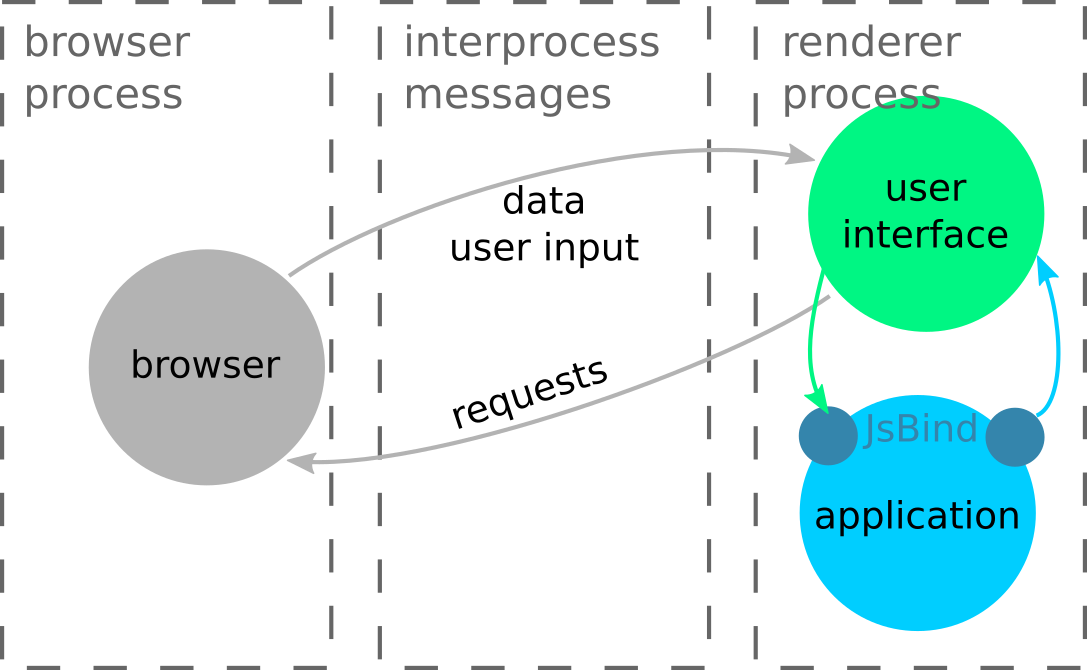 browser
process
interprocess
messages
renderer
process
data
user input
user
interface
browser
requests
JsBind
application